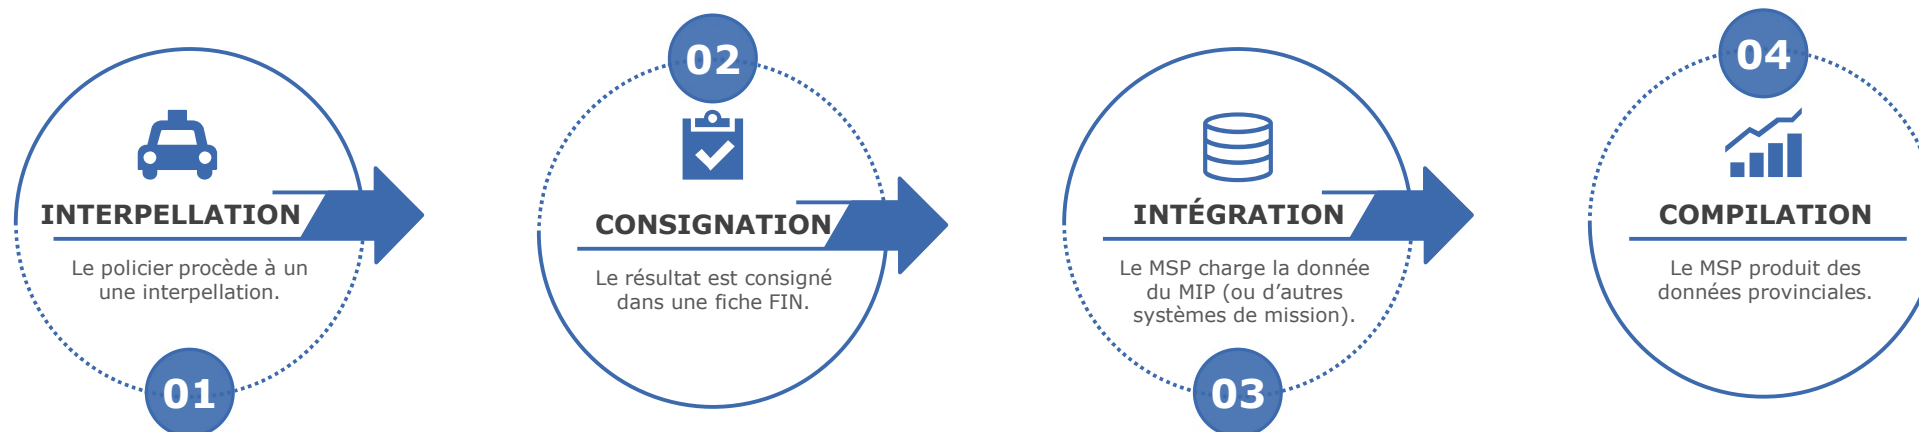 INTERPELLATION
Le policier procède à un
une interpellation.
01
02
CONSIGNATION
Le résultat est consigné
dans une fiche FIN.
INTÉGRATION
Le MSP charge la donnée
du MIP (ou d’autres
systèmes de mission).
03
04
COMPILATION
Le MSP produit des
données provinciales.